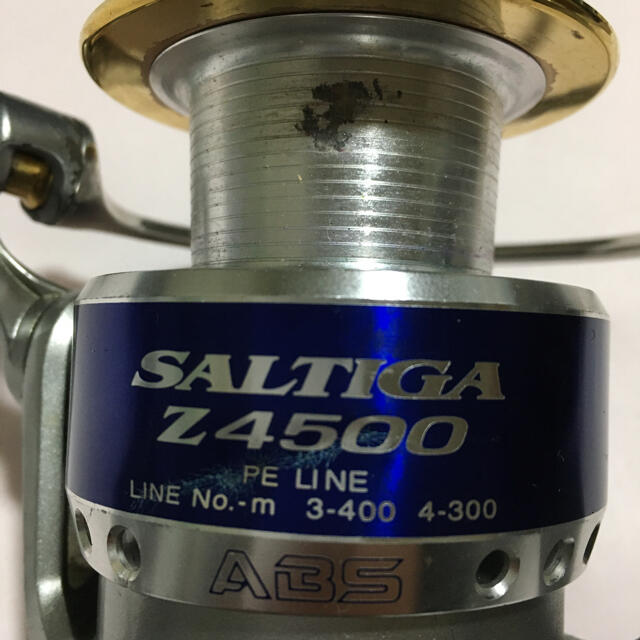 SALTIGA
Z4500
PE LINE
LINE No.-m 3-400 4-300
ABS